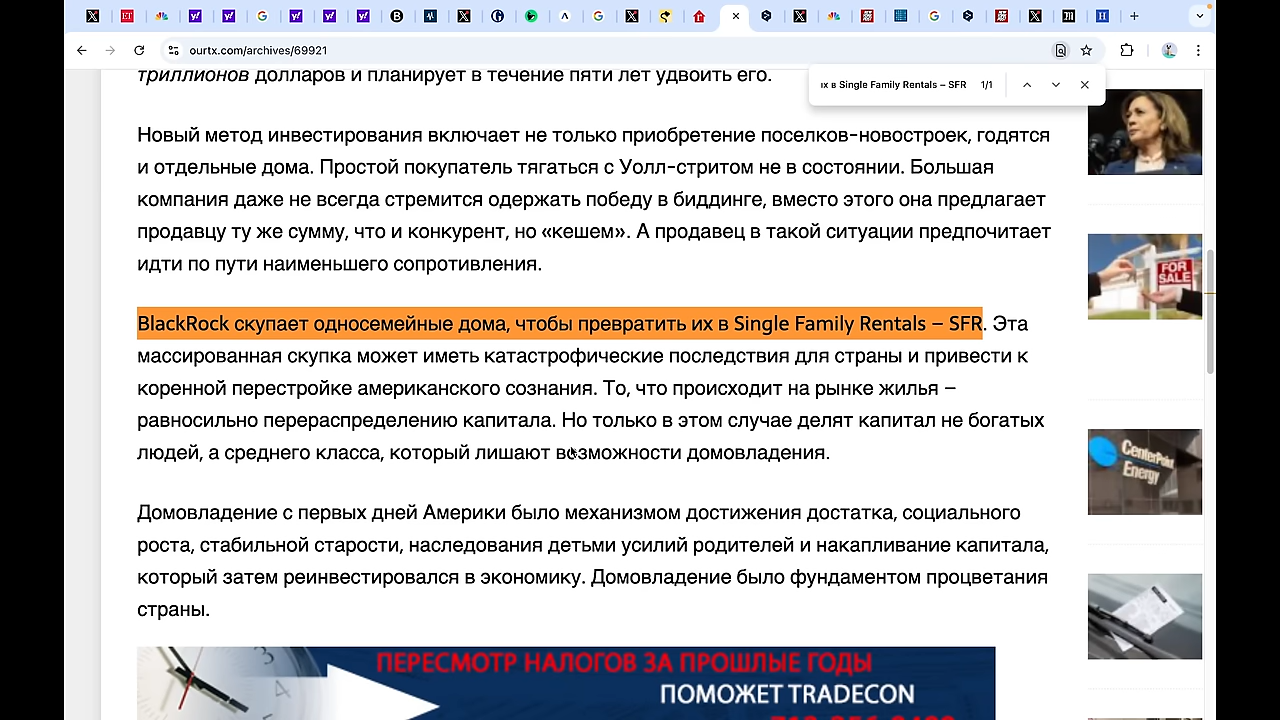 ourtx.com/archives/69921
их в Single Family Rentals – SFR 1/1
триллионов долларов и планирует в течение пяти лет удвоить его.
Новый метод инвестирования включает не только приобретение поселков-новостроек, годятся
и отдельные дома. Простой покупатель тягаться с Уолл-стритом не в состоянии. Большая
компания даже не всегда стремится одержать победу в биддинге, вместо этого она предлагает
продавцу ту же сумму, что и конкурент, но «кешем». А продавец в такой ситуации предпочитает
идти по пути наименьшего сопротивления.
BlackRock скупает односемейные дома, чтобы превратить их в Single Family Rentals – SFR. Эта
массированная скупка может иметь катастрофические последствия для страны и привести к
коренной перестройке американского сознания. То, что происходит на рынке жилья –
равносильно перераспределению капитала. Но только в этом случае делят капитал не богатых
людей, а среднего класса, который лишают возможности домовладения.
Домовладение с первых дней Америки было механизмом достижения достатка, социального
роста, стабильной старости, наследования детьми усилий родителей и накапливание капитала,
который затем реинвестировался в экономику. Домовладение было фундаментом процветания
страны.
FOR
SALE
CenterPoint
Energy
ПЕРЕСМОТР НАЛОГОВ ЗА ПРОШЛЫЕ ГОДЫ
ПОМОЖЕТ TRADECON